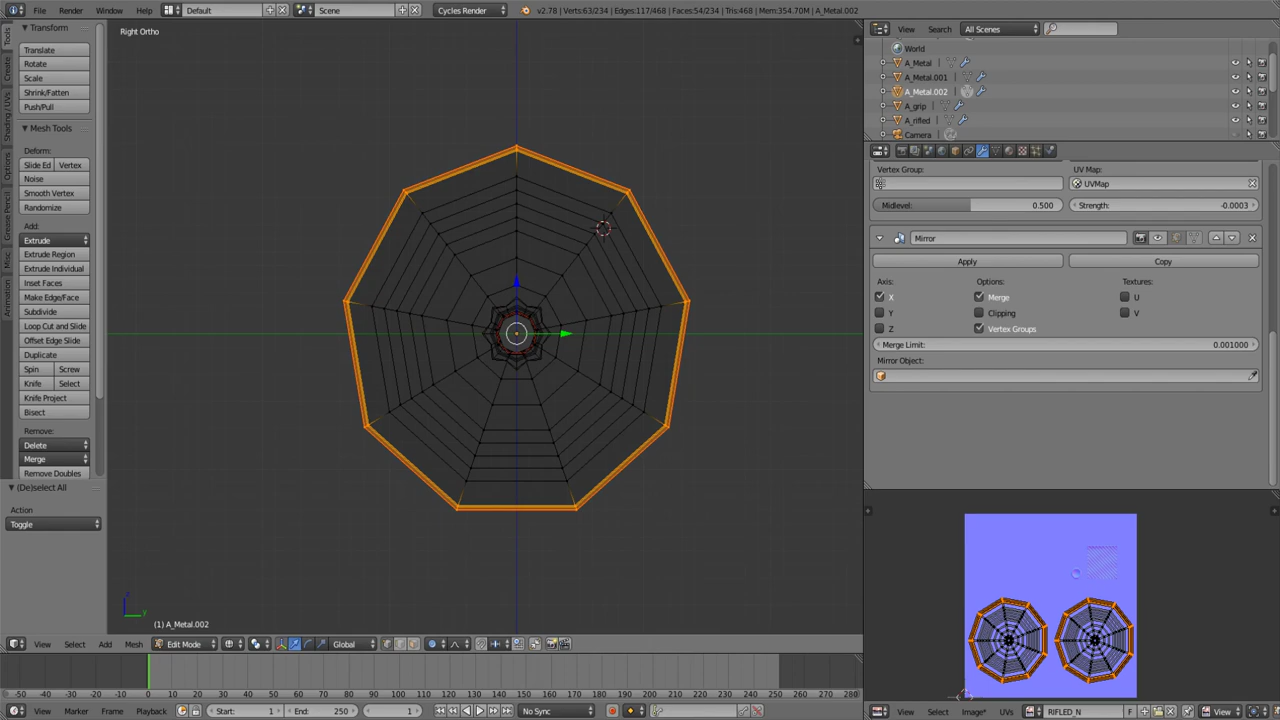 File Render Window Help Default Scene Cycles Render v2.78 | Verts:63/234 | Edges:117/468 | Faces:54/234 | Tris:468 | Mem:354.70M | A_Metal.002
Transform
Translate
Rotate
Scale
Shrink/Fatten
Push/Pull
Mesh Tools
Deform:
Slide Ed Vertex
Noise
Smooth Vertex
Randomize
Add:
Extrude
Extrude Region
Extrude Individual
Inset Faces
Make Edge/Face
Subdivide
Loop Cut and Slide
Offset Edge Slide
Duplicate
Spin Screw
Knife Select
Knife Project
Bisect
Remove:
Delete
Merge
Remove Doubles
(De)select All
Action
Toggle
Tools
Create
Shading / UVs
Options
Grease Pencil
Misc
Animation
Right Ortho
z
y
(1) A_Metal.002
View Select Add Mesh Edit Mode Global
-50 -40 -30 -20 -10 0 10 20 30 40 50 60 70 80 90 100 110 120 130 140 150 160 170 180 190 200 210 220 230 240 250 260 270 280
View Marker Frame Playback Start: 1 End: 250 1 No Sync
View Search All Scenes
World
A_Metal
A_Metal.001
A_Metal.002
A_grip
A_rifled
Camera
Vertex Group: UV Map:
UVMap
Midlevel: 0.500 Strength: -0.0003
Mirror
Apply Copy
Axis: Options: Textures:
X Merge U
Y Clipping V
Z Vertex Groups
Merge Limit: 0.001000
Mirror Object:
View Select Image* UVs RIFLED_N F View